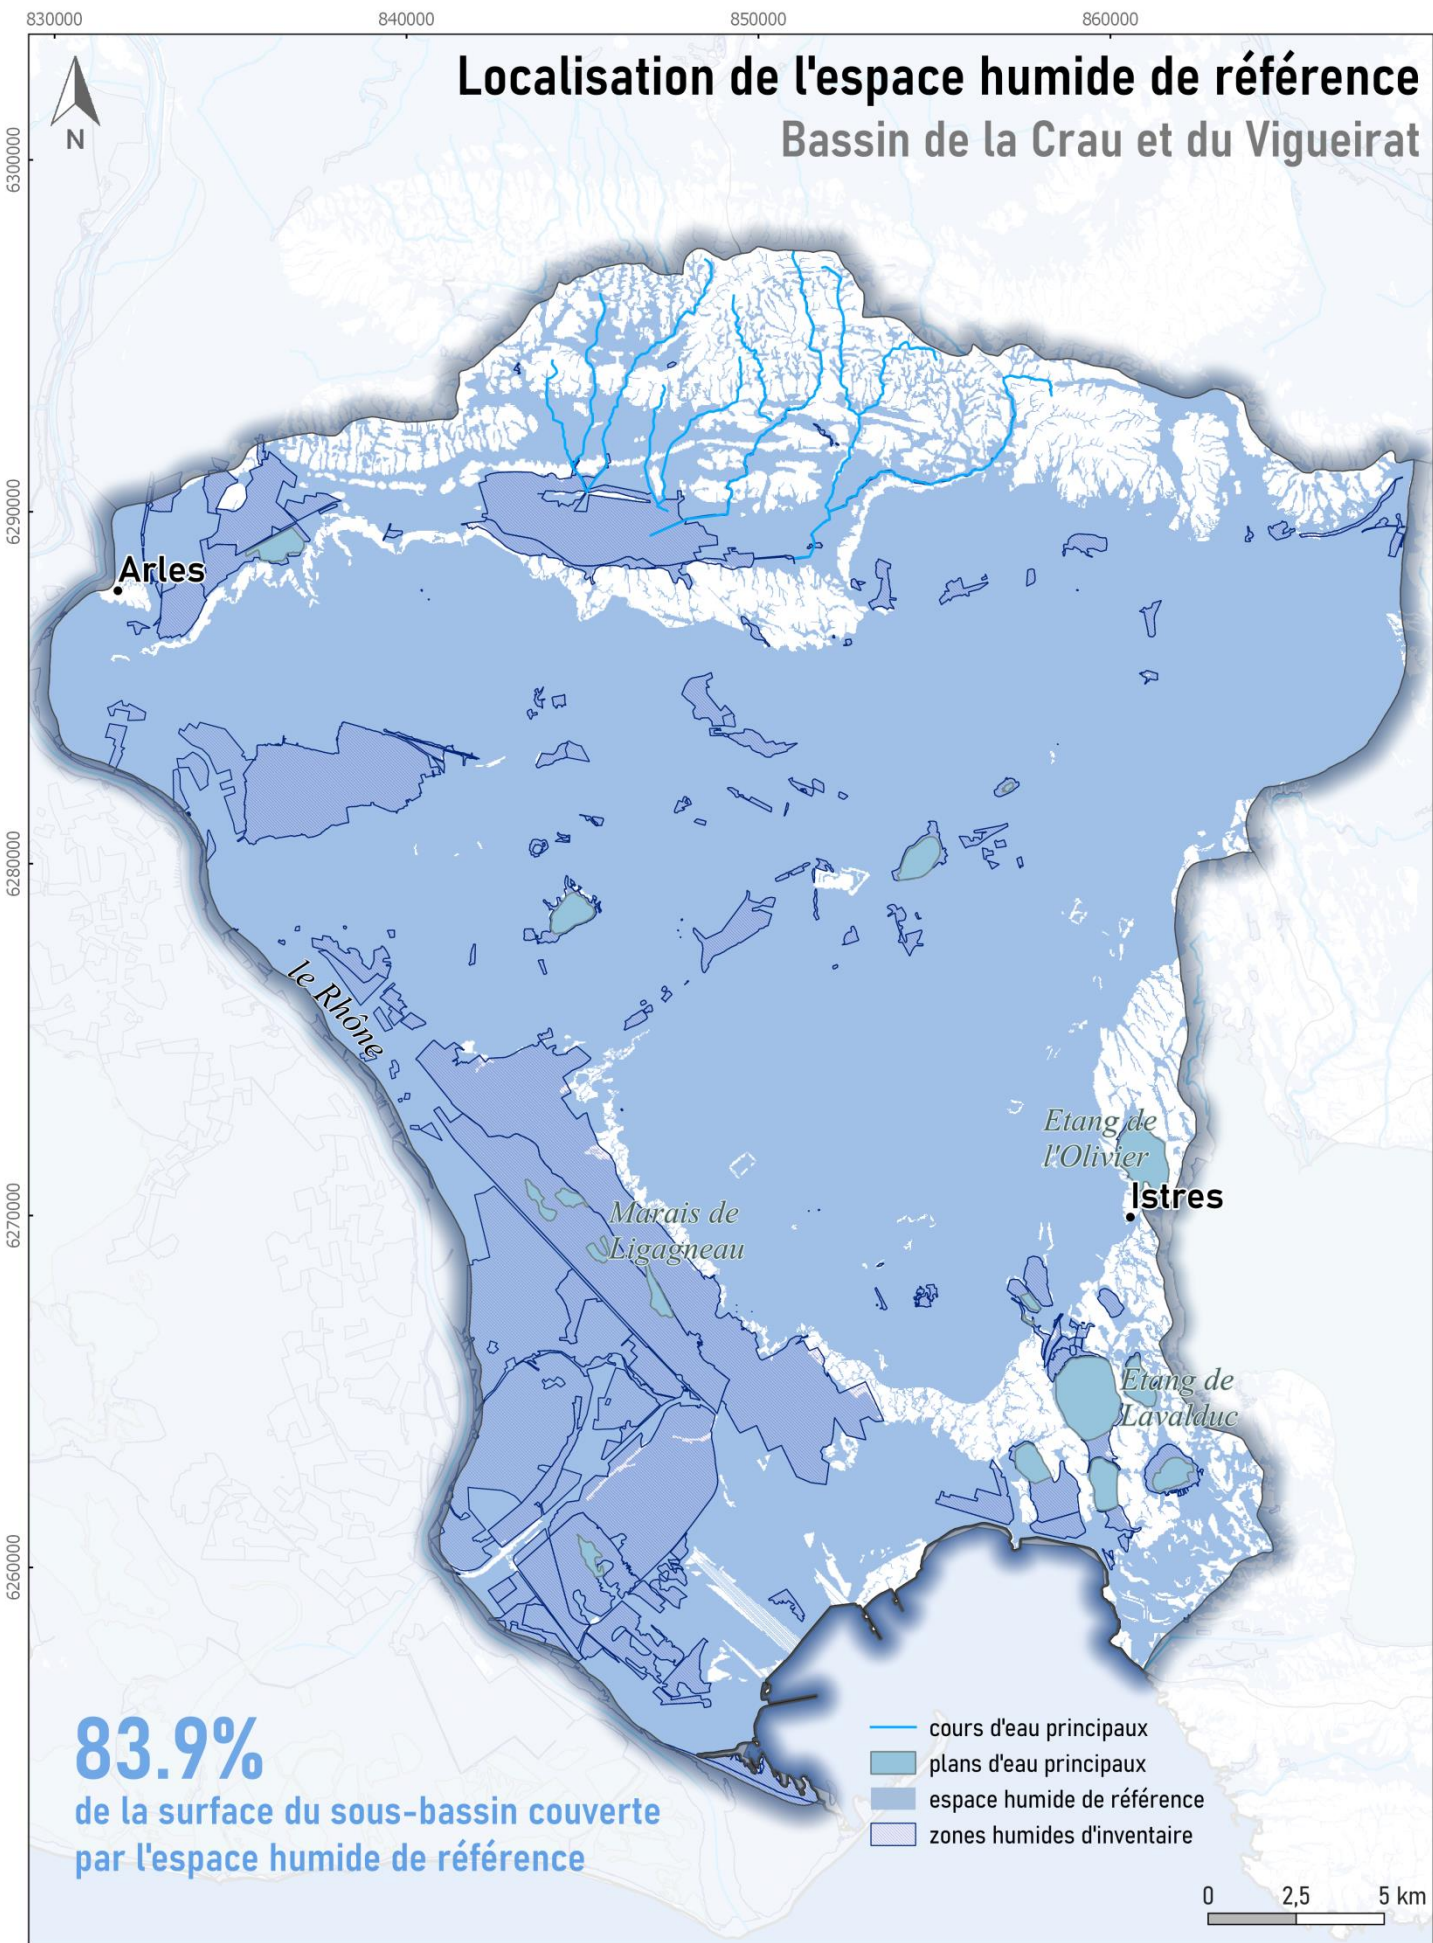 830000
840000
850000
860000
Localisation de l'espace humide de référence
Bassin de la Crau et du Vigueirat
N
6300000
6290000
Arles
6280000
le Rhône
Etang de
l'Olivier
Istres
6270000
Marais de
Ligagneau
Etang de
Lavalduc
6260000
83.9%
de la surface du sous-bassin couverte
par l'espace humide de référence
cours d'eau principaux
plans d'eau principaux
espace humide de référence
zones humides d'inventaire
0 2,5 5 km